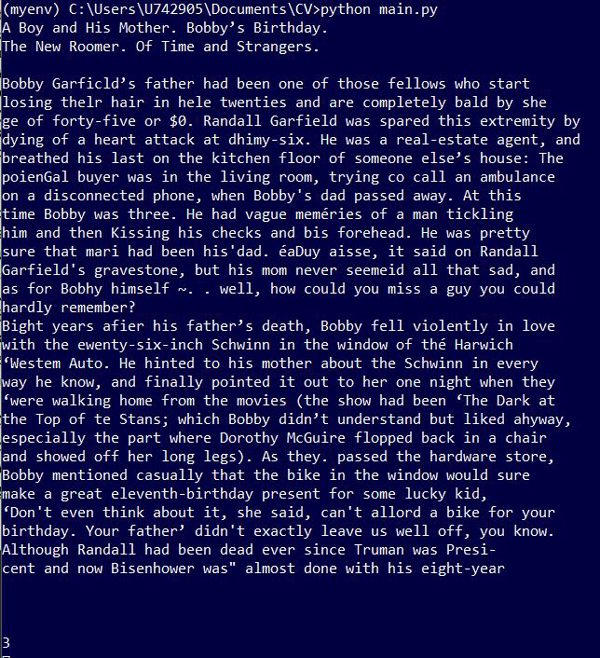 (myenv) C:\Users\U742905\Documents\CV>python main.py
A Boy and His Mother. Bobby’s Birthday.
The New Roomer. Of Time and Strangers.
Bobby Garficld’s father had been one of those fellows who start
losing thelr hair in hele twenties and are completely bald by she
ge of forty-five or $0. Randall Garfield was spared this extremity by
dying of a heart attack at dhimy-six. He was a real-estate agent, and
breathed his last on the kitchen floor of someone else’s house: The
poienGal buyer was in the living room, trying co call an ambulance
on a disconnected phone, when Bobby's dad passed away. At this
time Bobby was three. He had vague meméries of a man tickling
him and then Kissing his checks and bis forehead. He was pretty
sure that mari had been his'dad. éaDuy aisse, it said on Randall
Garfield's gravestone, but his mom never seemeid all that sad, and
as for Bobhy himself ~. . well, how could you miss a guy you could
hardly remember?
Bight years afier his father’s death, Bobby fell violently in love
with the ewenty-six-inch Schwinn in the window of thé Harwich
‘Westem Auto. He hinted to his mother about the Schwinn in every
way he know, and finally pointed it out to her one night when they
‘were walking home from the movies (the show had been ‘The Dark at
the Top of te Stans; which Bobby didn’t understand but liked ahyway,
especially the part where Dorothy McGuire flopped back in a chair
and showed off her long legs). As they. passed the hardware store,
Bobby mentioned casually that the bike in the window would sure
make a great eleventh-birthday present for some lucky kid,
‘Don't even think about it, she said, can't allord a bike for your
birthday. Your father’ didn't exactly leave us well off, you know.
Although Randall had been dead ever since Truman was Presi-
cent and now Bisenhower was" almost done with his eight-year
3